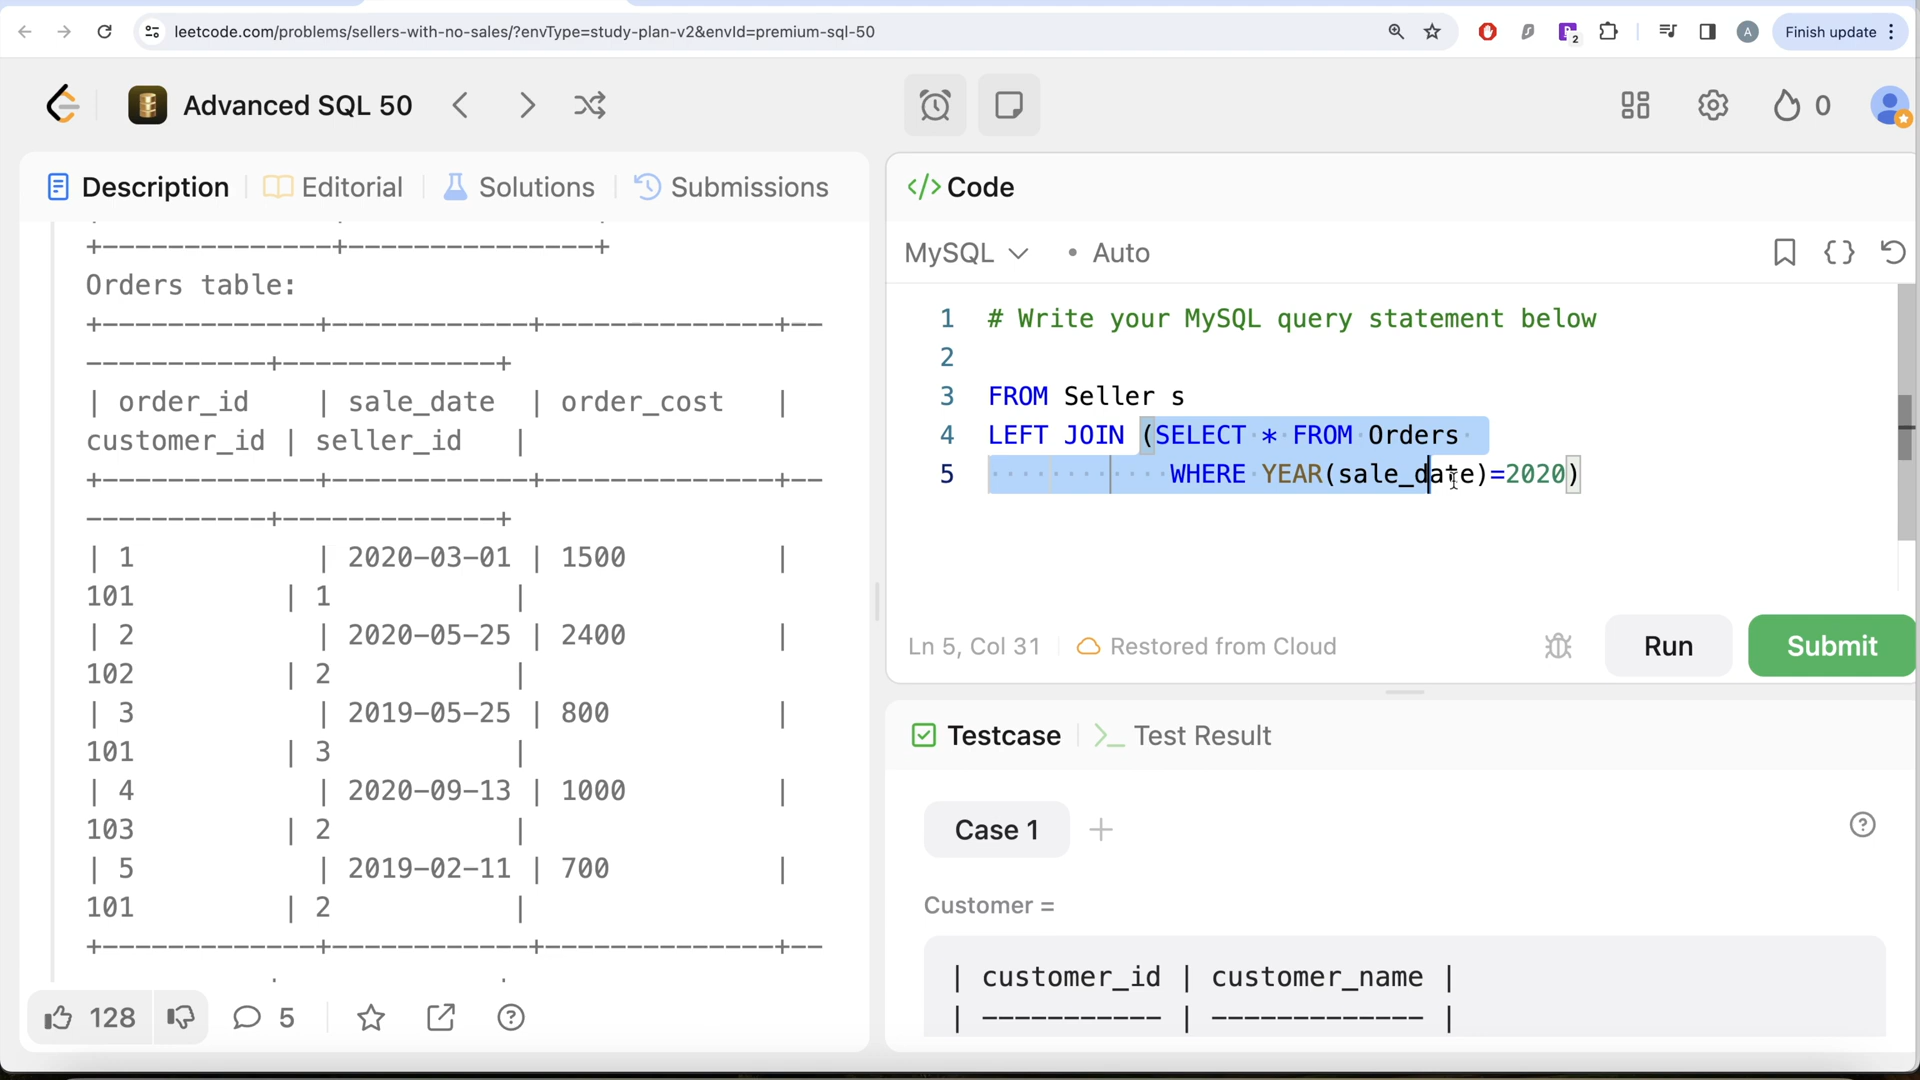 leetcode.com/problems/sellers-with-no-sales/?envType=study-plan-v2&envId=premium-sql-50
2
A
Finish update
Advanced SQL 50
0
Description
Editorial
Solutions
Submissions
+--------------+---------------+
Orders table:
+--------------+------------+----------------+--
-----------+-------------+
| order_id | sale_date | order_cost |
customer_id | seller_id |
+--------------+------------+----------------+--
-----------+-------------+
| 1 | 2020-03-01 | 1500 |
101 | 1 |
| 2 | 2020-05-25 | 2400 |
102 | 2 |
| 3 | 2019-05-25 | 800 |
101 | 3 |
| 4 | 2020-09-13 | 1000 |
103 | 2 |
| 5 | 2019-02-11 | 700 |
101 | 2 |
+--------------+------------+----------------+--
128
5
</> Code
MySQL
• Auto
1 # Write your MySQL query statement below
2
3 FROM Seller s
4 LEFT JOIN (SELECT * FROM Orders
5 WHERE YEAR(sale_date)=2020)
Ln 5, Col 31
Restored from Cloud
Run
Submit
Testcase
>_ Test Result
Case 1
+
Customer =
| customer_id | customer_name |
| ----------- | ------------- |